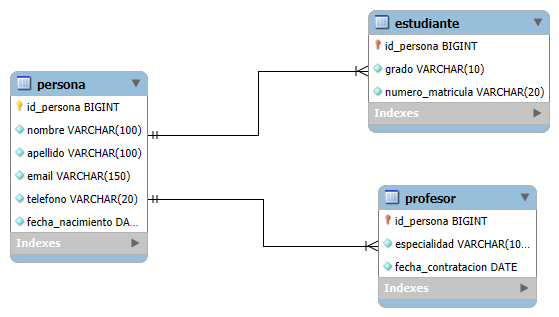 persona
id_persona BIGINT
nombre VARCHAR(100)
apellido VARCHAR(100)
email VARCHAR(150)
telefono VARCHAR(20)
fecha_nacimiento DA...
Indexes
estudiante
id_persona BIGINT
grado VARCHAR(10)
numero_matricula VARCHAR(20)
Indexes
profesor
id_persona BIGINT
especialidad VARCHAR(10...
fecha_contratacion DATE
Indexes